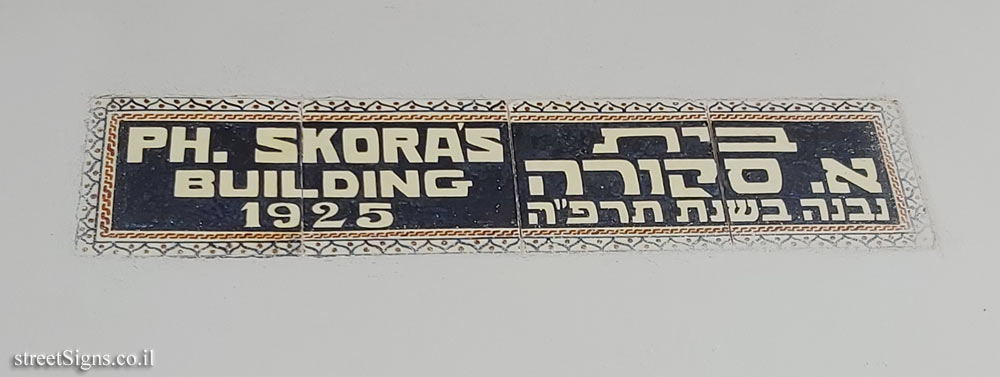 PH. SKORA'S
BUILDING
1925
בית
א. סקורה
נבנה בשנת תרפ"ה
streetSigns.co.il